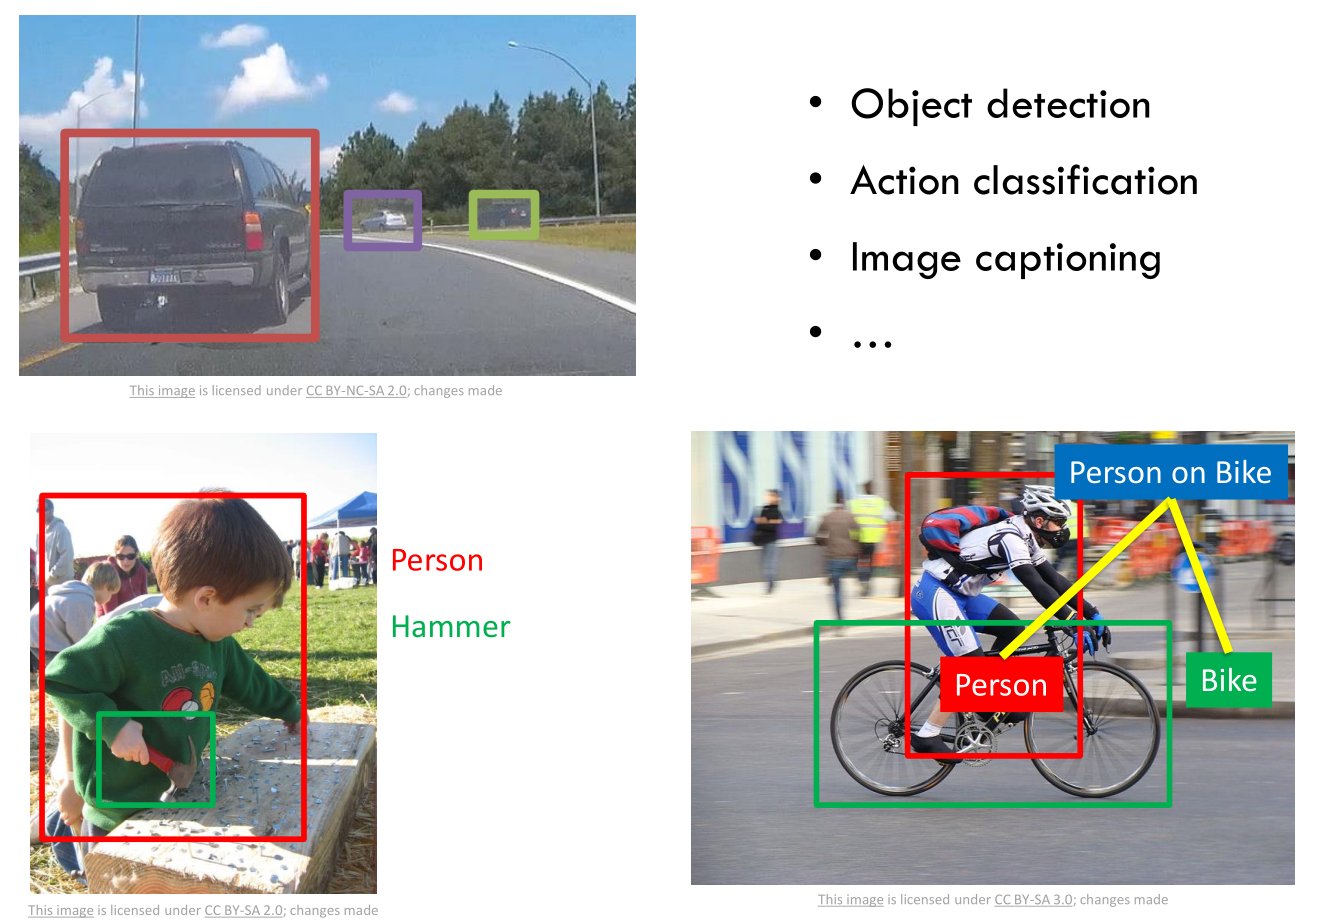 • Object detection
• Action classification
• Image captioning
• ...
This image is licensed under CC BY-NC-SA 2.0; changes made
Person
Hammer
All-Star
This image is licensed under CC BY-SA 2.0; changes made
Person on Bike
Person
Bike
This image is licensed under CC BY-SA 3.0; changes made